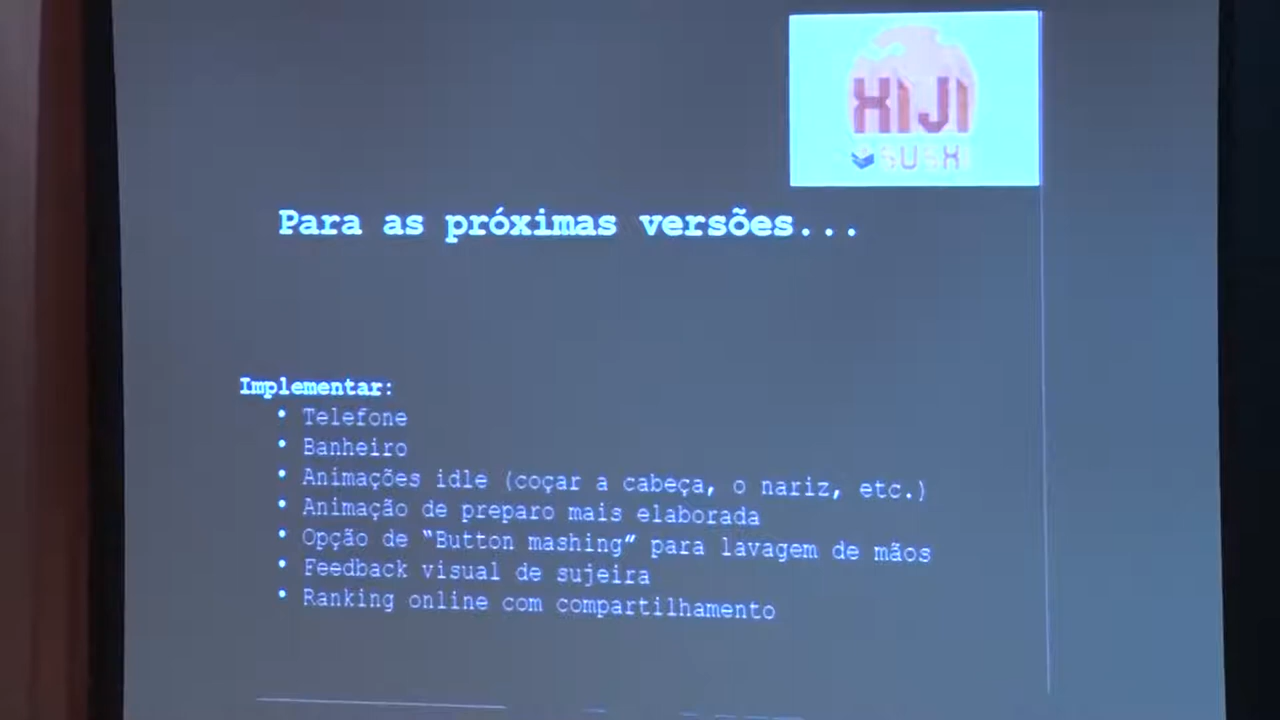 XIJI
SUSHI
Para as próximas versões...
Implementar:
• Telefone
• Banheiro
• Animações idle (coçar a cabeça, o nariz, etc.)
• Animação de preparo mais elaborada
• Opção de “Button mashing” para lavagem de mãos
• Feedback visual de sujeira
• Ranking online com compartilhamento